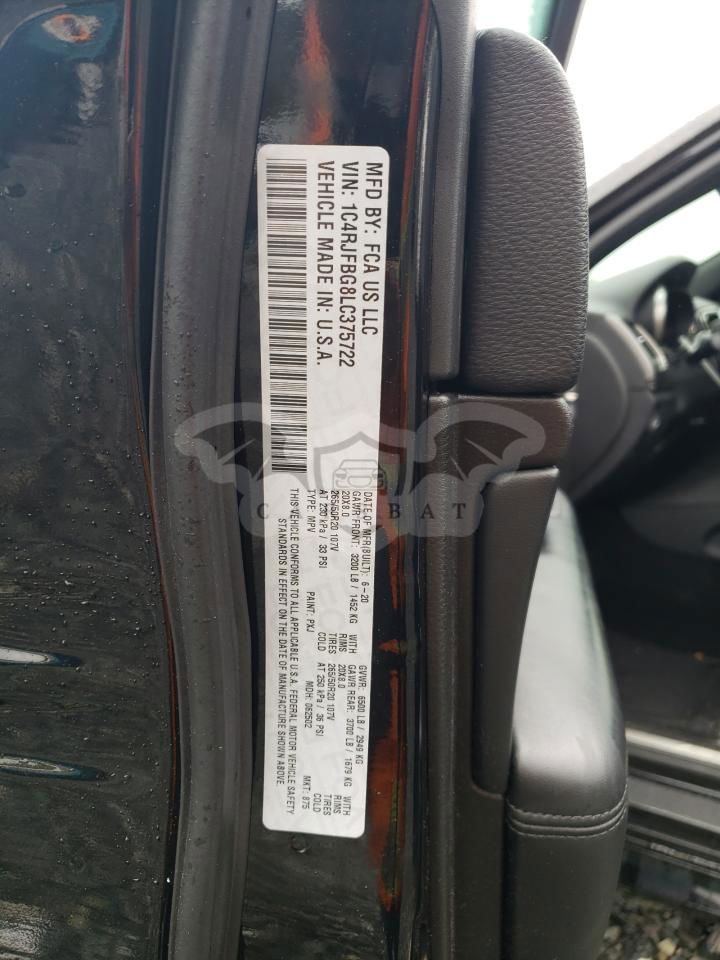 MFD BY: FCA US LLC
VIN: 1C4RJFBG8LC375722
VEHICLE MADE IN: U.S.A.
DATE OF MFR(BUILT): 6-20 GVWR: 6500 LB / 2949 KG
GAWR FRONT: 3200 LB / 1452 KG WITH GAWR REAR: 3700 LB / 1679 KG WITH
20X8.0 RIMS 20X8.0 RIMS
265/50R20 107V TIRES 265/50R20 107V TIRES
AT 230 kPa / 33 PSI COLD AT 250 kPa / 36 PSI COLD
TYPE: MPV PAINT: PXJ MDH: 062502 MKT: 875
THIS VEHICLE CONFORMS TO ALL APPLICABLE U.S.A. FEDERAL MOTOR VEHICLE SAFETY
STANDARDS IN EFFECT ON THE DATE OF MANUFACTURE SHOWN ABOVE.